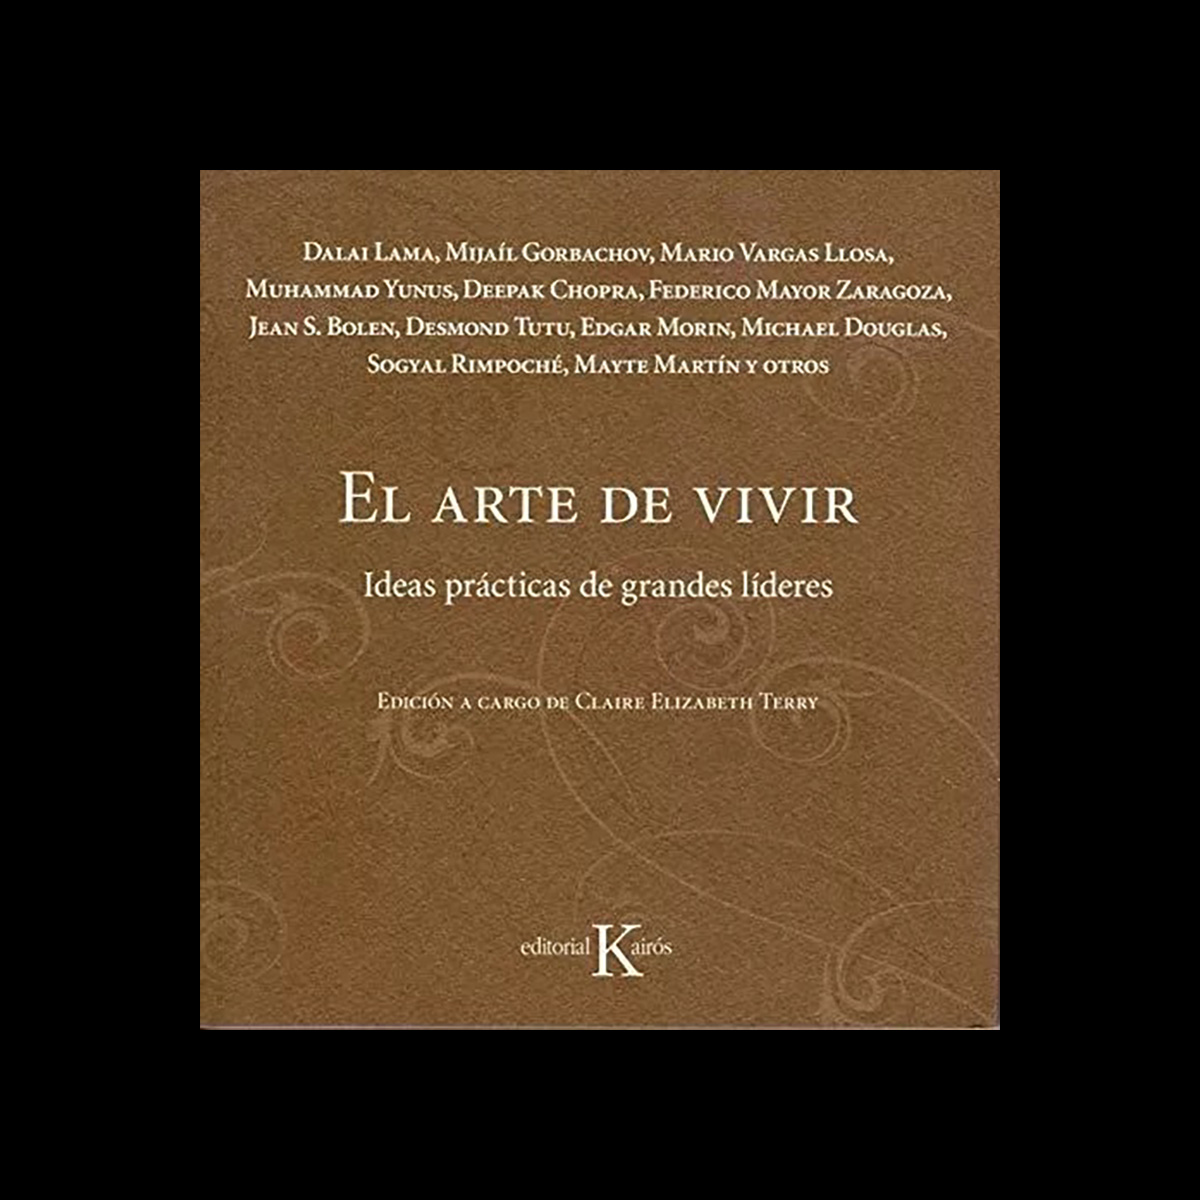 DALAI LAMA, MIJAÍL GORBACHOV, MARIO VARGAS LLOSA,
MUHAMMAD YUNUS, DEEPAK CHOPRA, FEDERICO MAYOR ZARAGOZA,
JEAN S. BOLEN, DESMOND TUTU, EDGAR MORIN, MICHAEL DOUGLAS,
SOGYAL RIMPOCHÉ, MAYTE MARTÍN Y OTROS
EL ARTE DE VIVIR
Ideas prácticas de grandes líderes
EDICIÓN A CARGO DE CLAIRE ELIZABETH TERRY
editorial Kairós